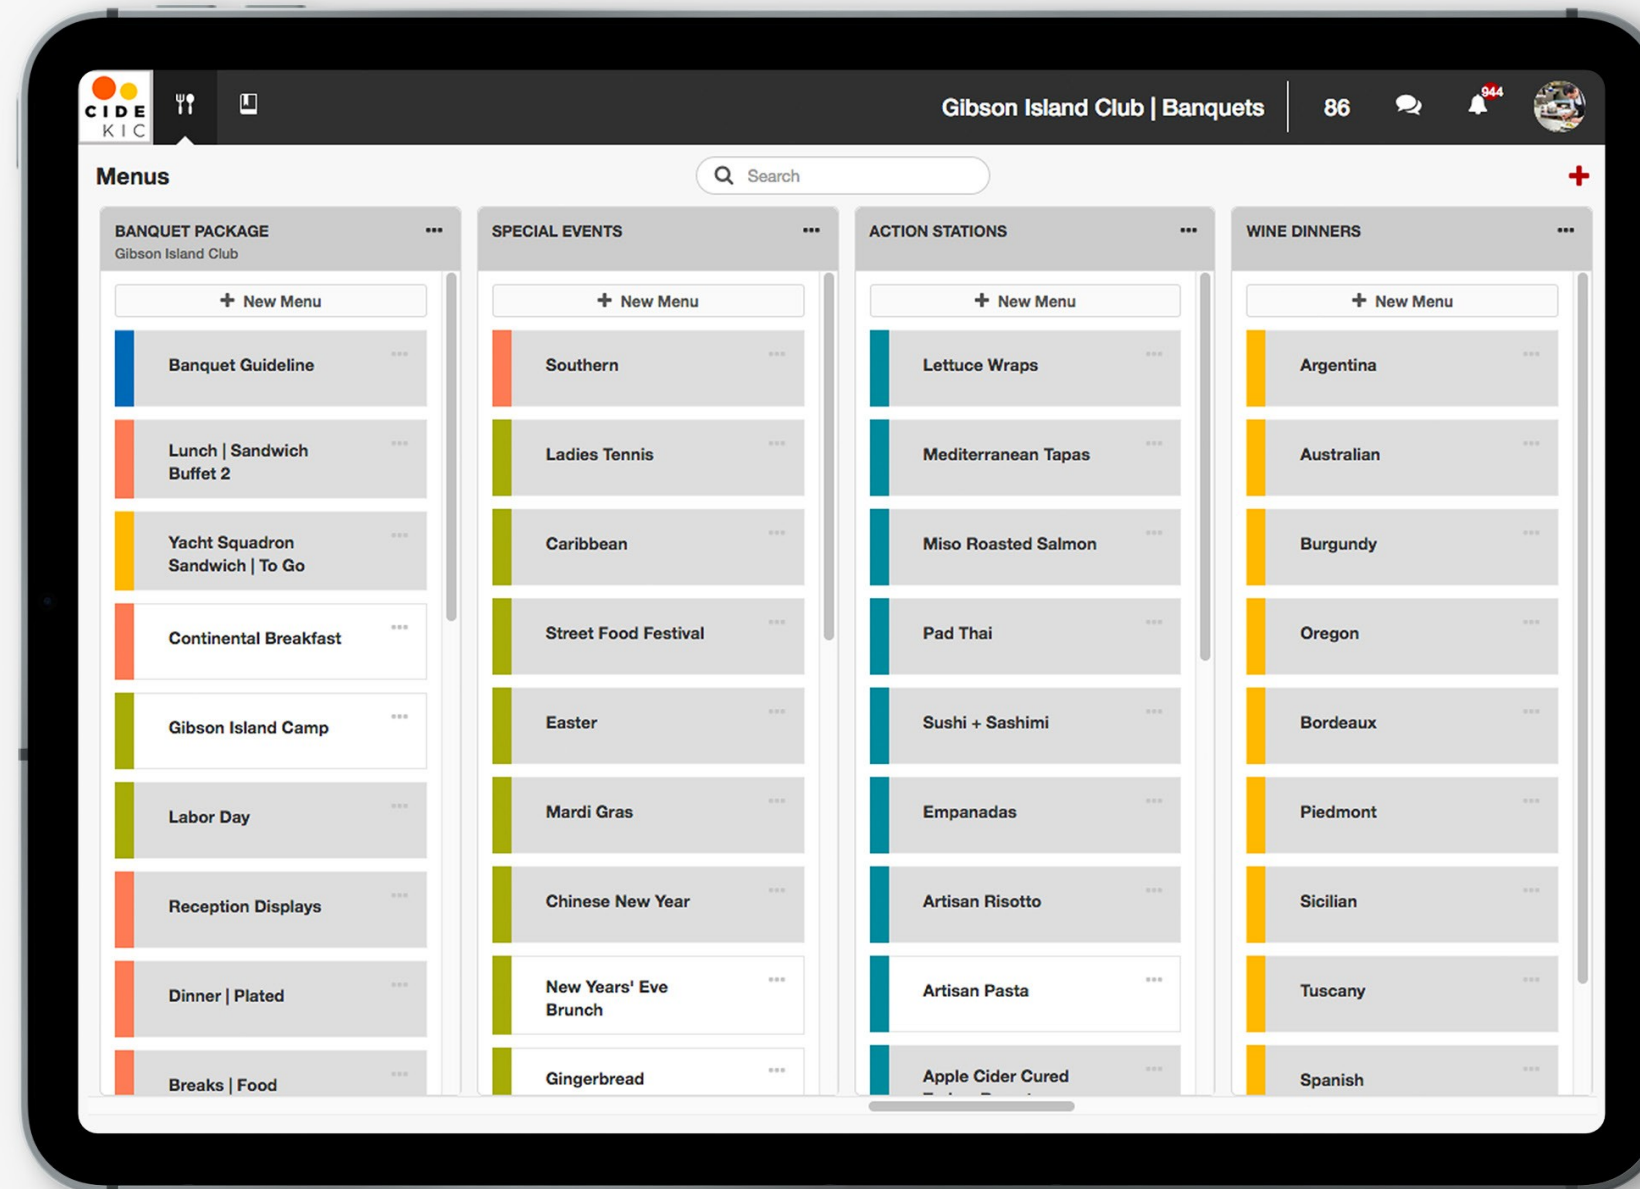 CIDE
KIC
Gibson Island Club | Banquets
86
944
Menus
Search
BANQUET PACKAGE
Gibson Island Club
New Menu
Banquet Guideline
Lunch | Sandwich
Buffet 2
Yacht Squadron
Sandwich | To Go
Continental Breakfast
Gibson Island Camp
Labor Day
Reception Displays
Dinner | Plated
Breaks | Food
SPECIAL EVENTS
New Menu
Southern
Ladies Tennis
Caribbean
Street Food Festival
Easter
Mardi Gras
Chinese New Year
New Years' Eve
Brunch
Gingerbread
ACTION STATIONS
New Menu
Lettuce Wraps
Mediterranean Tapas
Miso Roasted Salmon
Pad Thai
Sushi + Sashimi
Empanadas
Artisan Risotto
Artisan Pasta
Apple Cider Cured
WINE DINNERS
New Menu
Argentina
Australian
Burgundy
Oregon
Bordeaux
Piedmont
Sicilian
Tuscany
Spanish